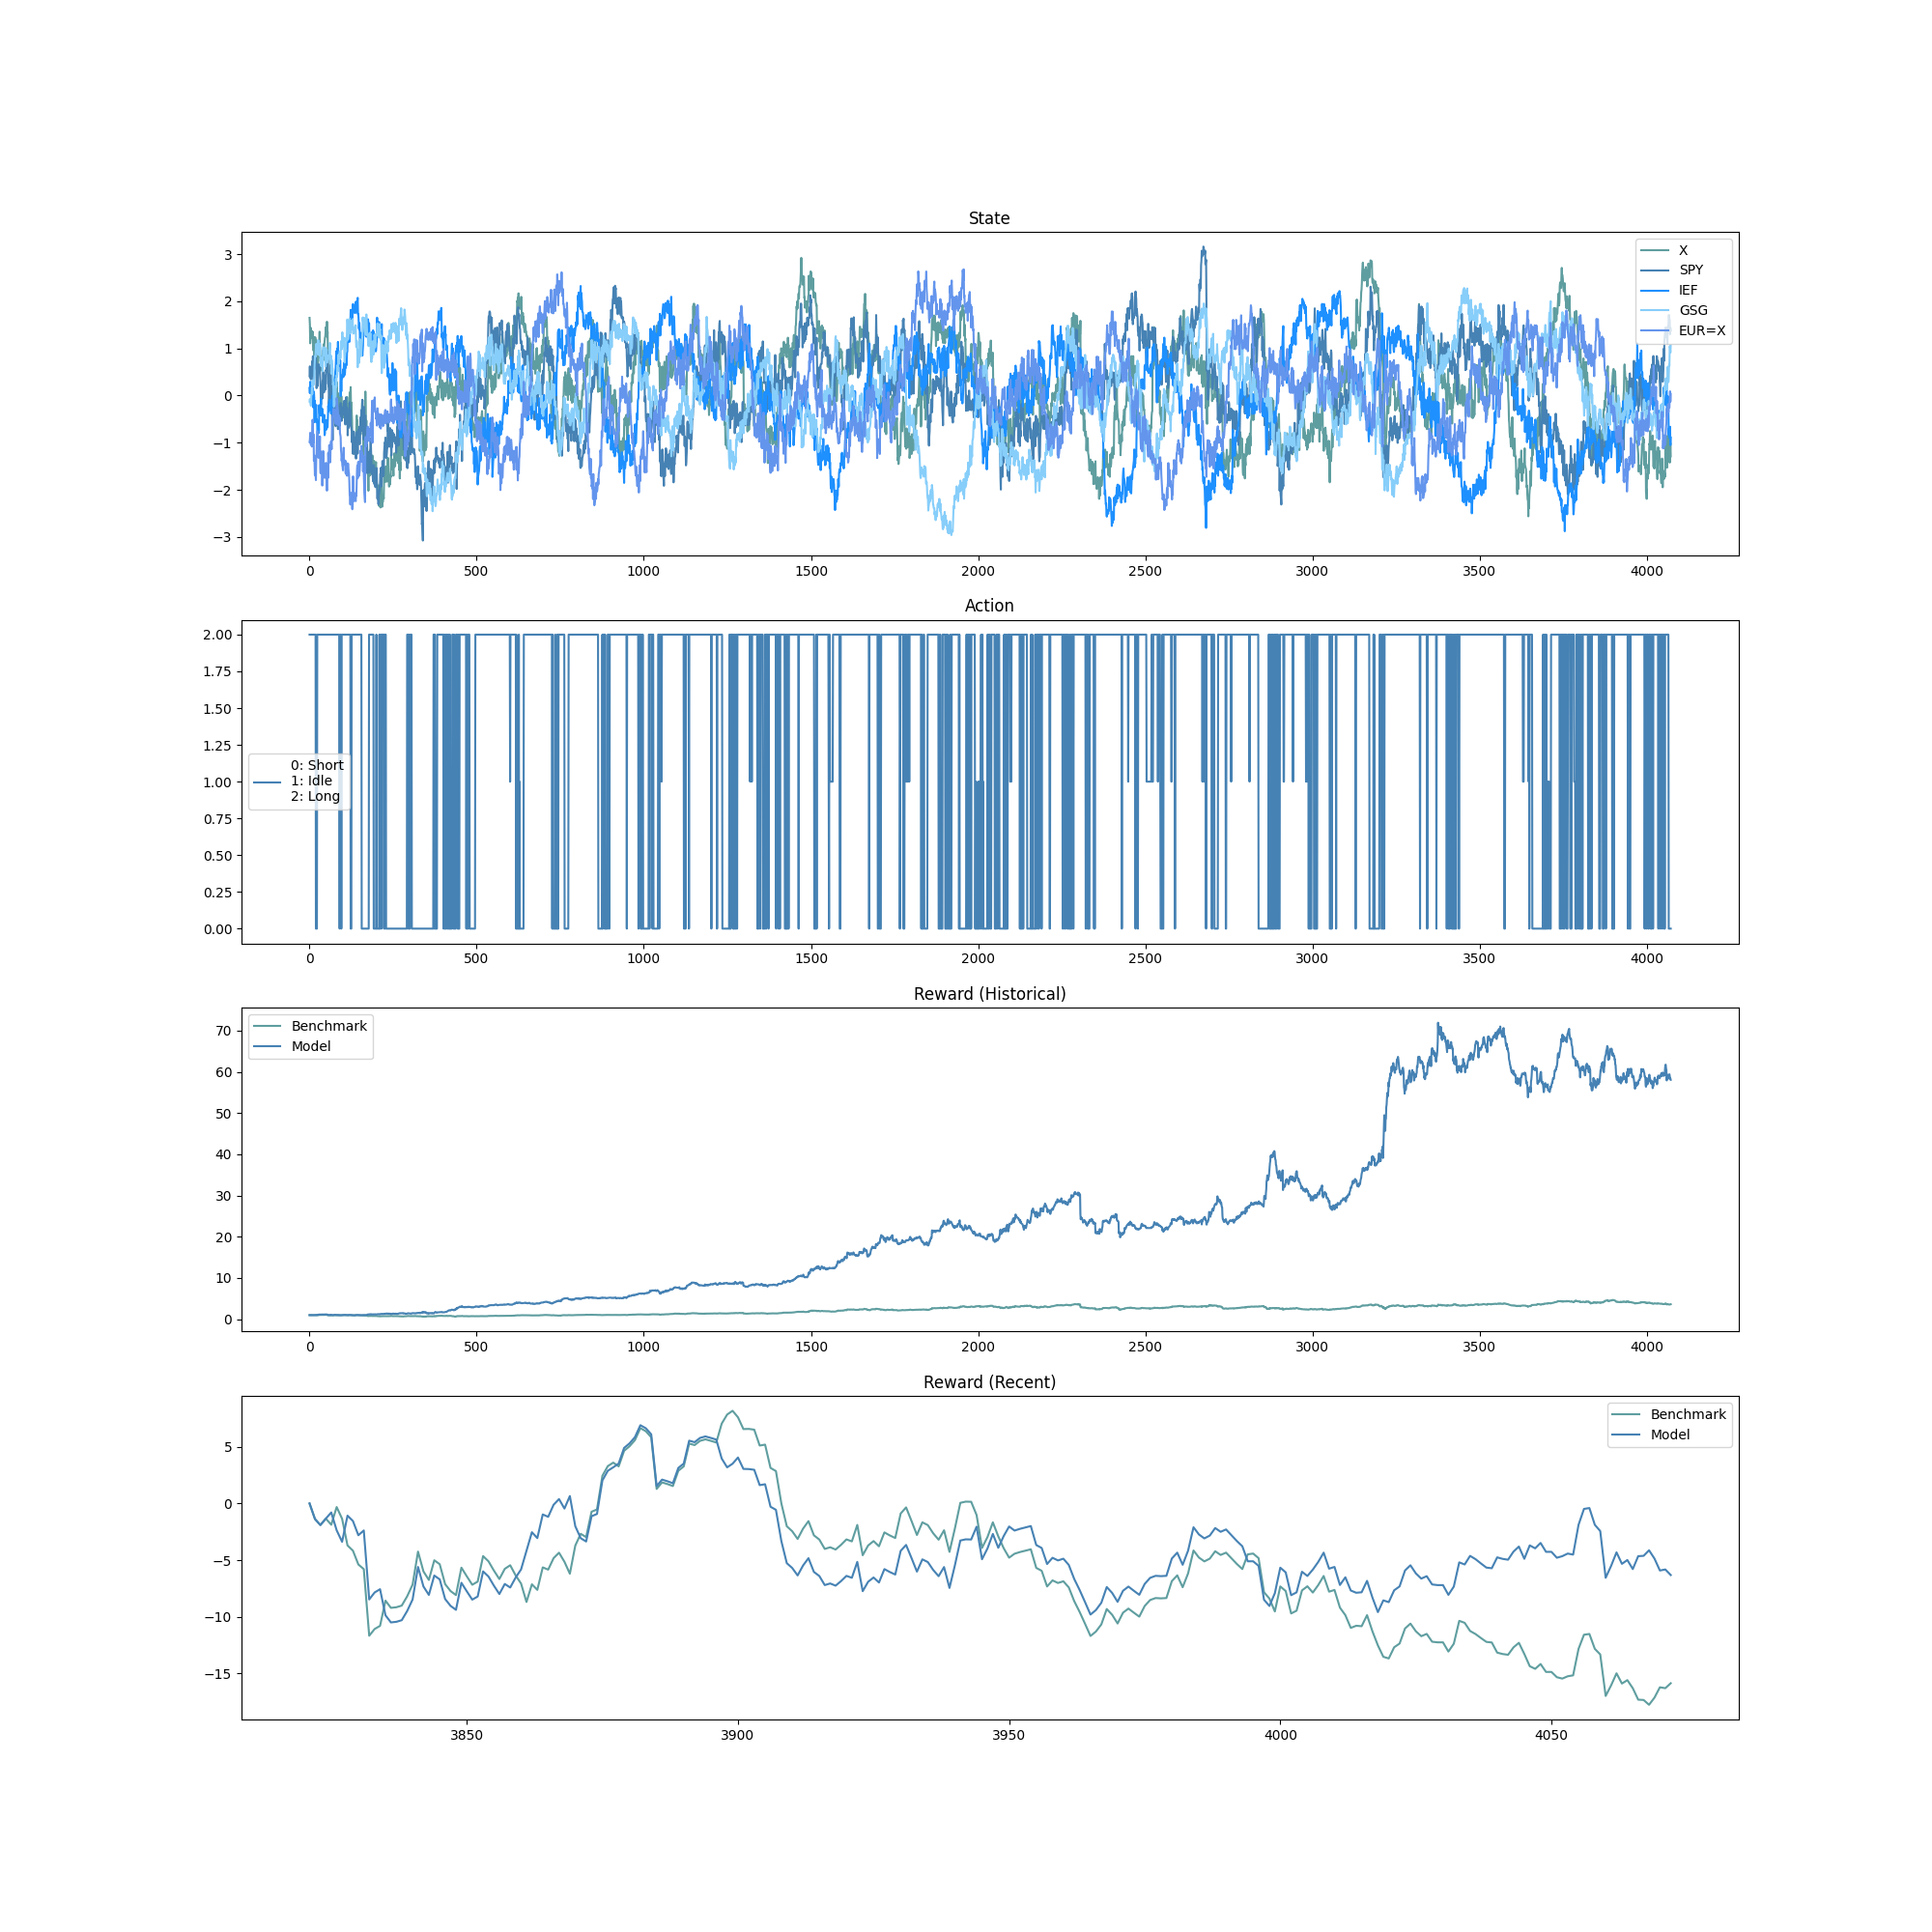 State
3
2
1
0
−1
−2
−3
X
SPY
IEF
GSG
EUR=X
0 500 1000 1500 2000 2500 3000 3500 4000
Action
2.00
1.75
1.50
1.25
1.00
0.75
0.50
0.25
0.00
0: Short
1: Idle
2: Long
0 500 1000 1500 2000 2500 3000 3500 4000
Reward (Historical)
Benchmark
Model
70
60
50
40
30
20
10
0
0 500 1000 1500 2000 2500 3000 3500 4000
Reward (Recent)
Benchmark
Model
5
0
−5
−10
−15
3850 3900 3950 4000 4050